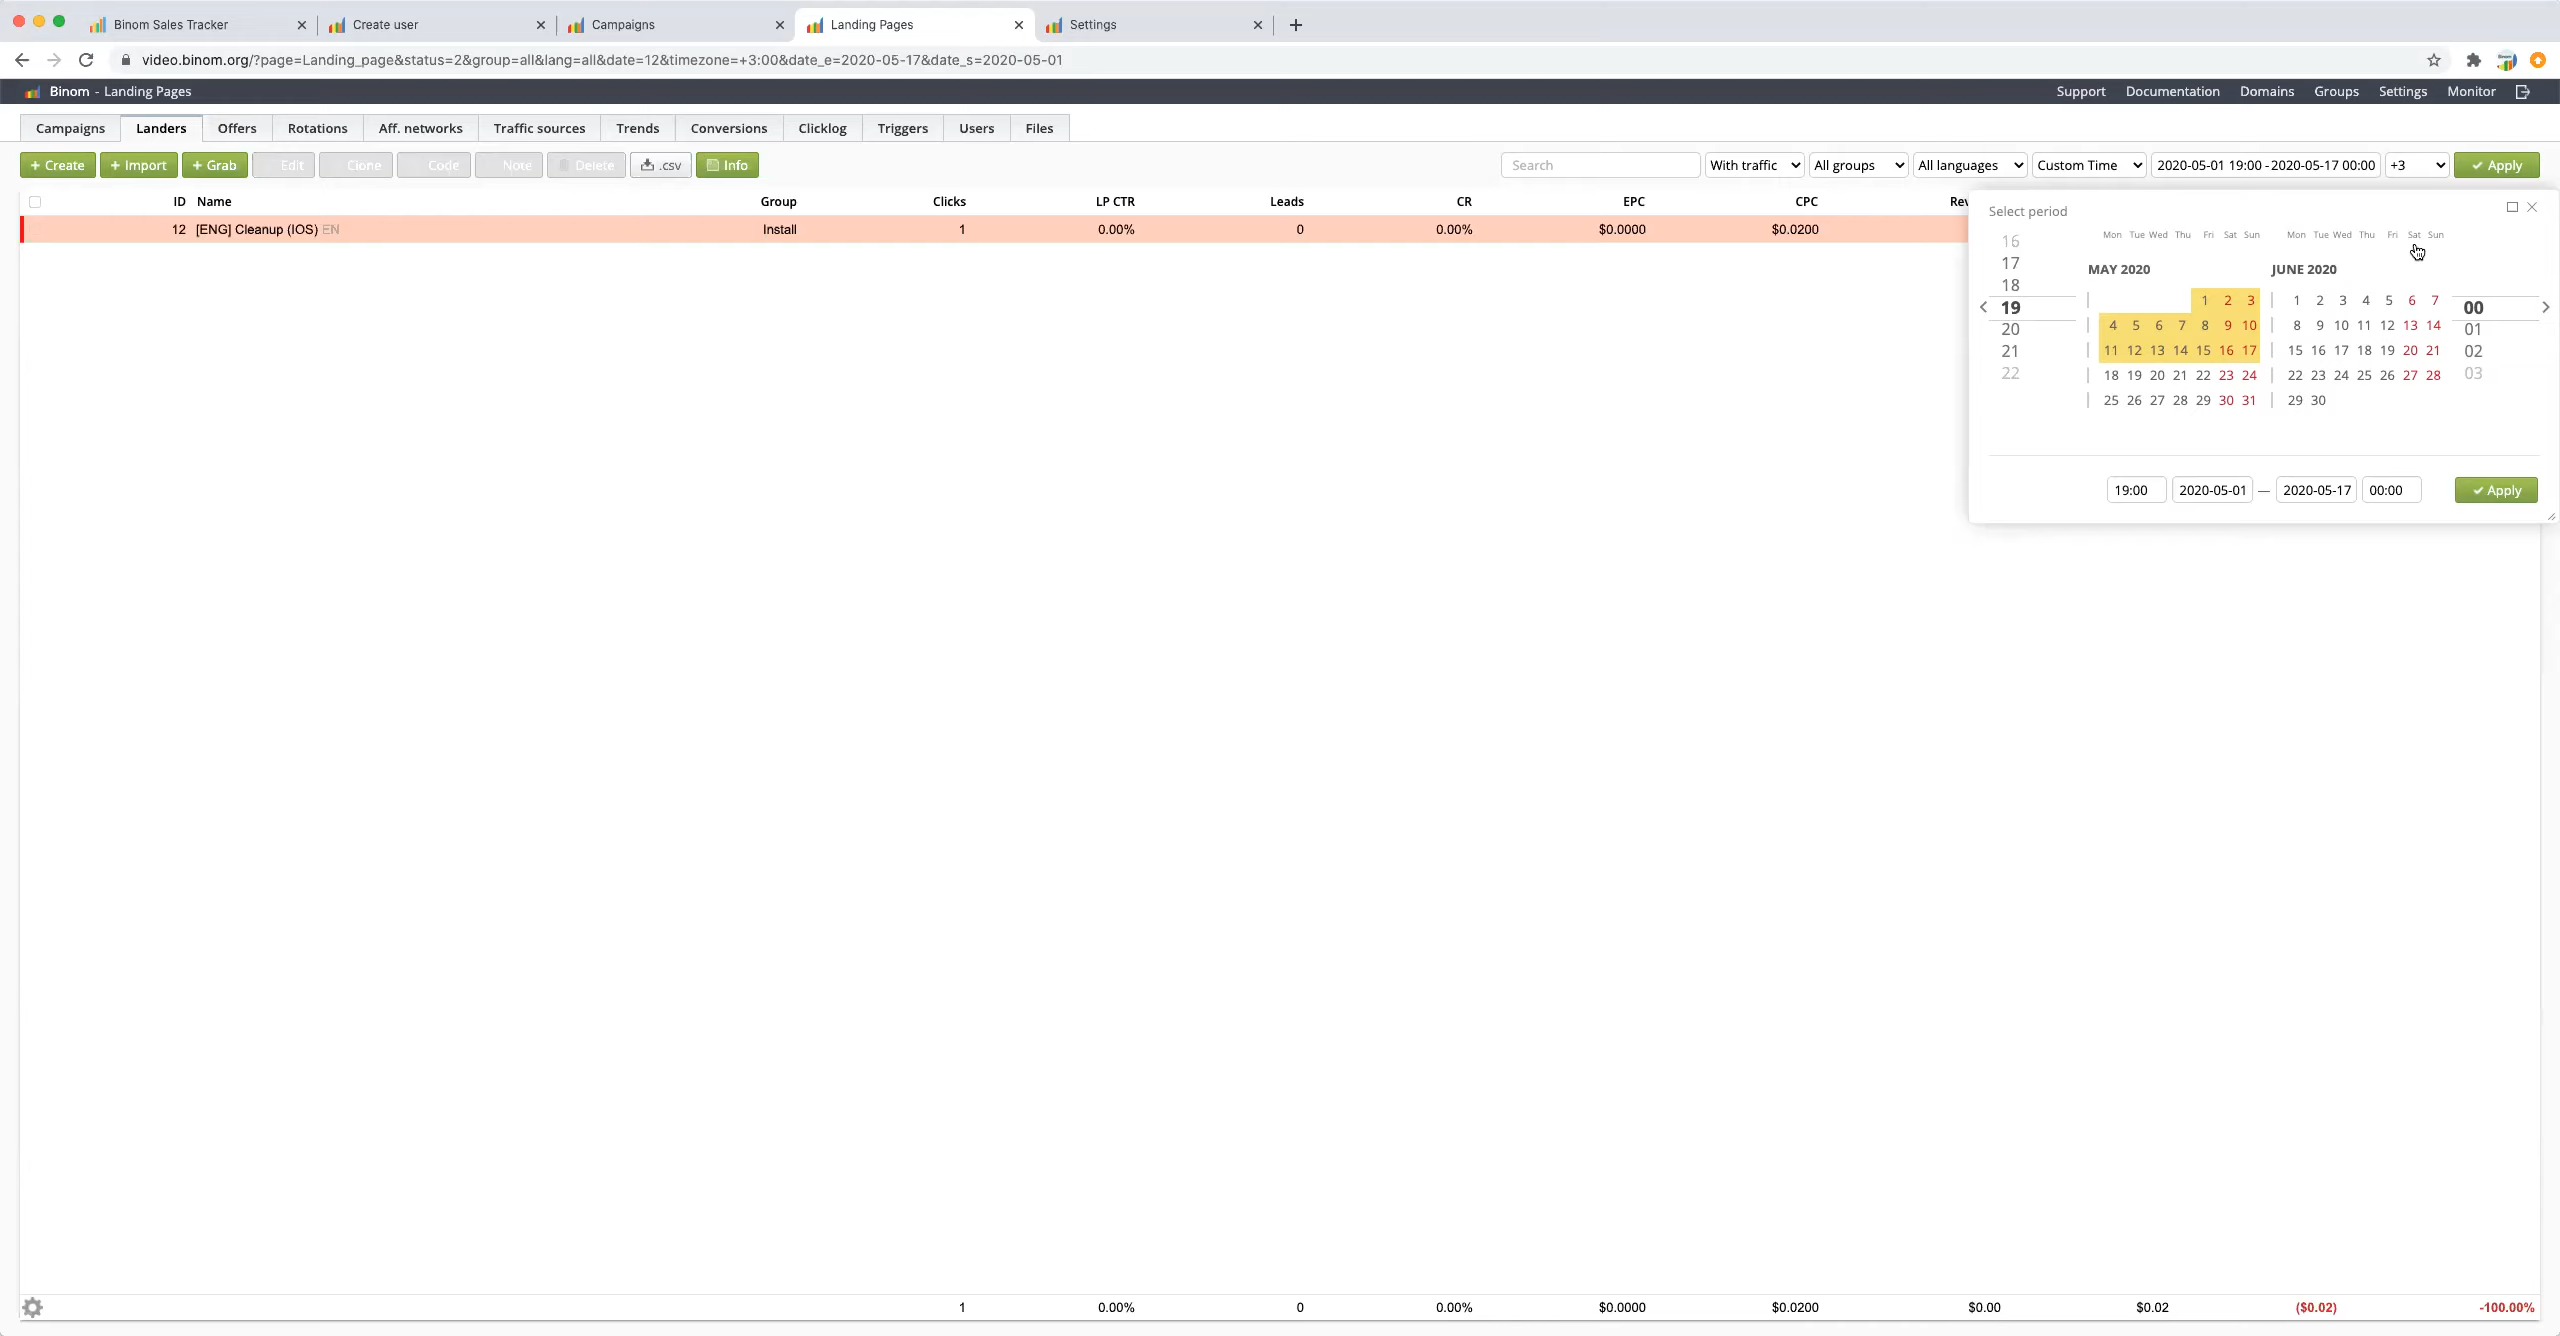 Binom Sales Tracker
Create user
Campaigns
Landing Pages
Settings
video.binom.org/?page=Landing_page&status=2&group=all&lang=all&date=12&timezone=+3:00&date_e=2020-05-17&date_s=2020-05-01
Binom - Landing Pages
Support Documentation Domains Groups Settings Monitor
Campaigns Landers Offers Rotations Aff. networks Traffic sources Trends Conversions Clicklog Triggers Users Files
+ Create + Import + Grab Edit Clone Code Note Delete .csv Info Search With traffic All groups All languages Custom Time 2020-05-01 19:00 - 2020-05-17 00:00 +3 Apply
ID Name Group Clicks LP CTR Leads CR EPC CPC Rev
12 [ENG] Cleanup (IOS) EN Install 1 0.00% 0 0.00% $0.0000 $0.0200
Select period
Mon Tue Wed Thu Fri Sat Sun Mon Tue Wed Thu Fri Sat Sun
MAY 2020 JUNE 2020
16
17
18
19
20
21
22
1 2 3
4 5 6 7 8 9 10
11 12 13 14 15 16 17
18 19 20 21 22 23 24
25 26 27 28 29 30 31
1 2 3 4 5 6 7
8 9 10 11 12 13 14
15 16 17 18 19 20 21
22 23 24 25 26 27 28
29 30
00
01
02
03
19:00 2020-05-01 — 2020-05-17 00:00 Apply
1 0.00% 0 0.00% $0.0000 $0.0200 $0.00 $0.02 ($0.02) -100.00%